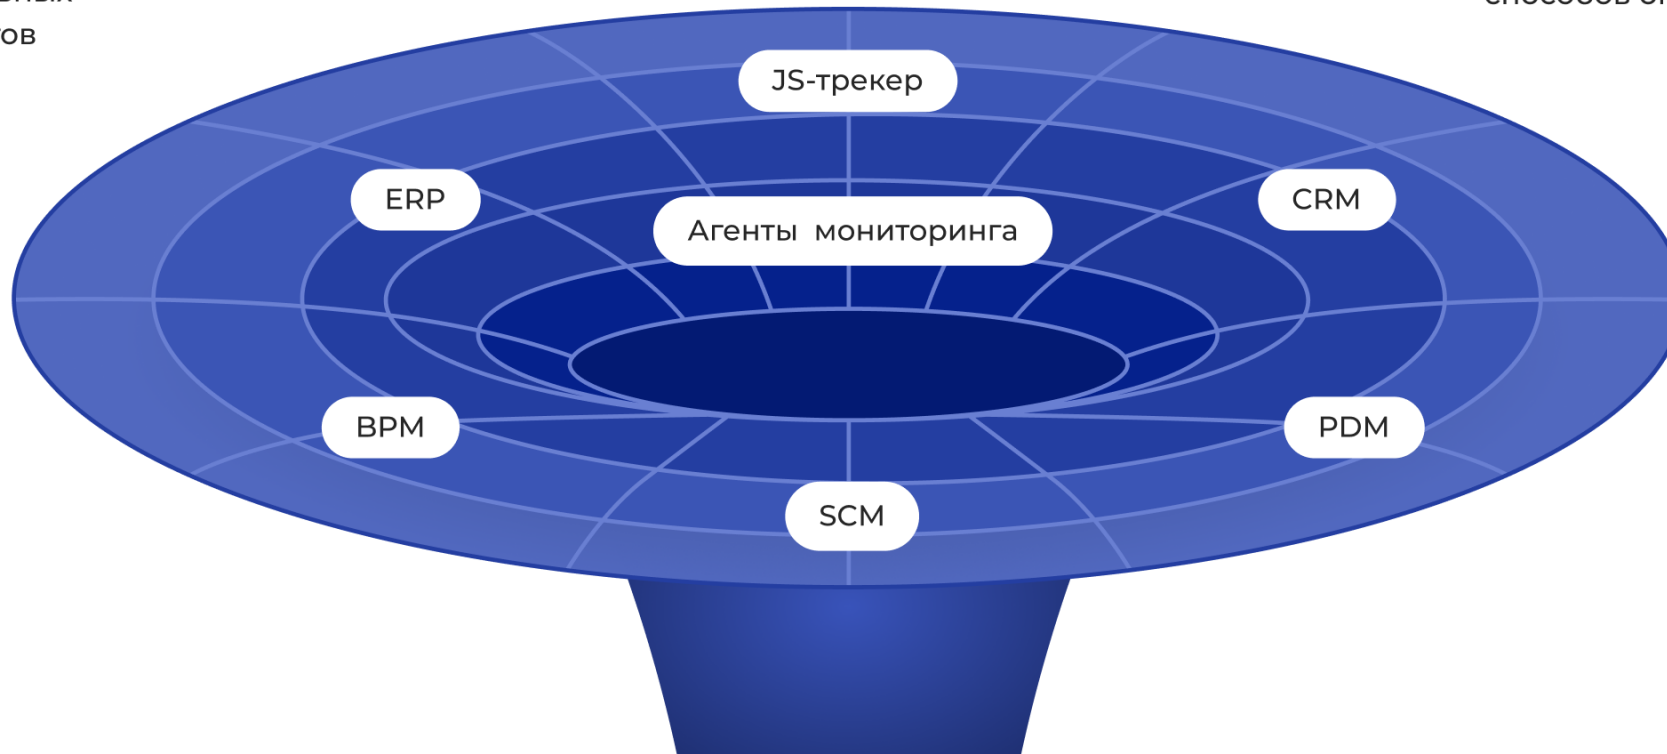 JS-трекер
ERP
CRM
Агенты мониторинга
BPM
PDM
SCM